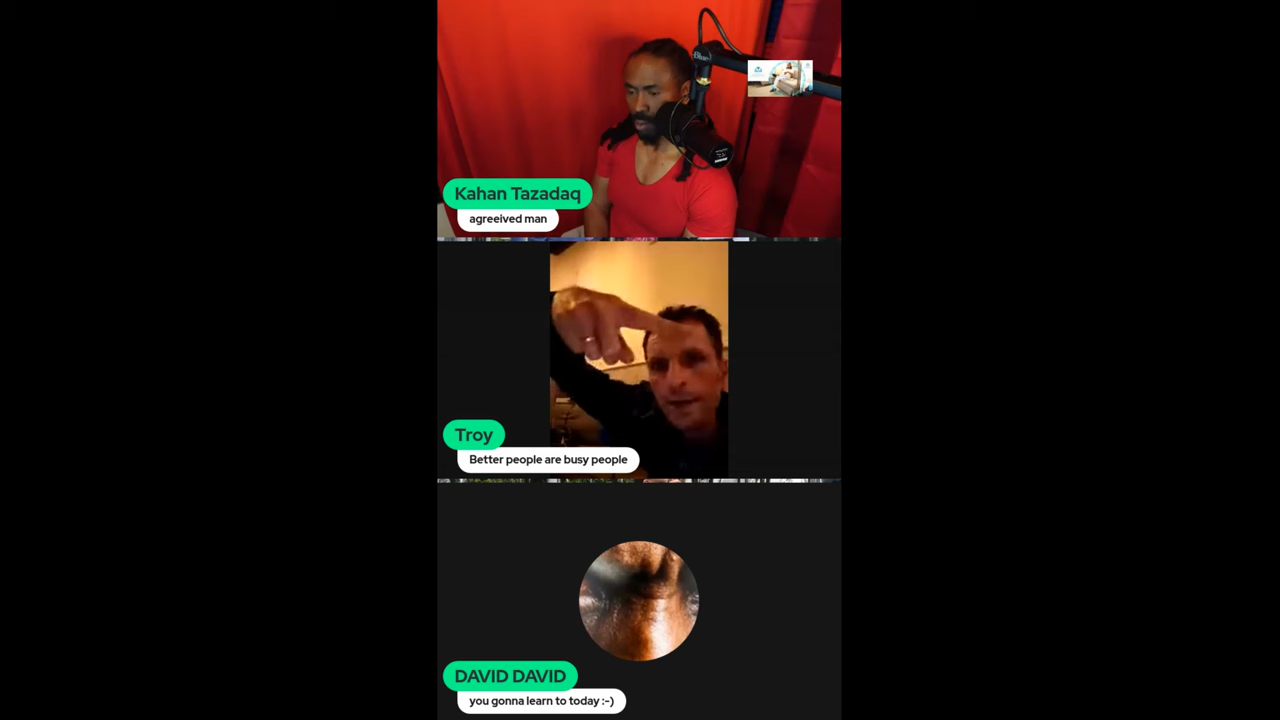 Kahan Tazadaq
agreeived man
Troy
Better people are busy people
DAVID DAVID
you gonna learn to today :-)